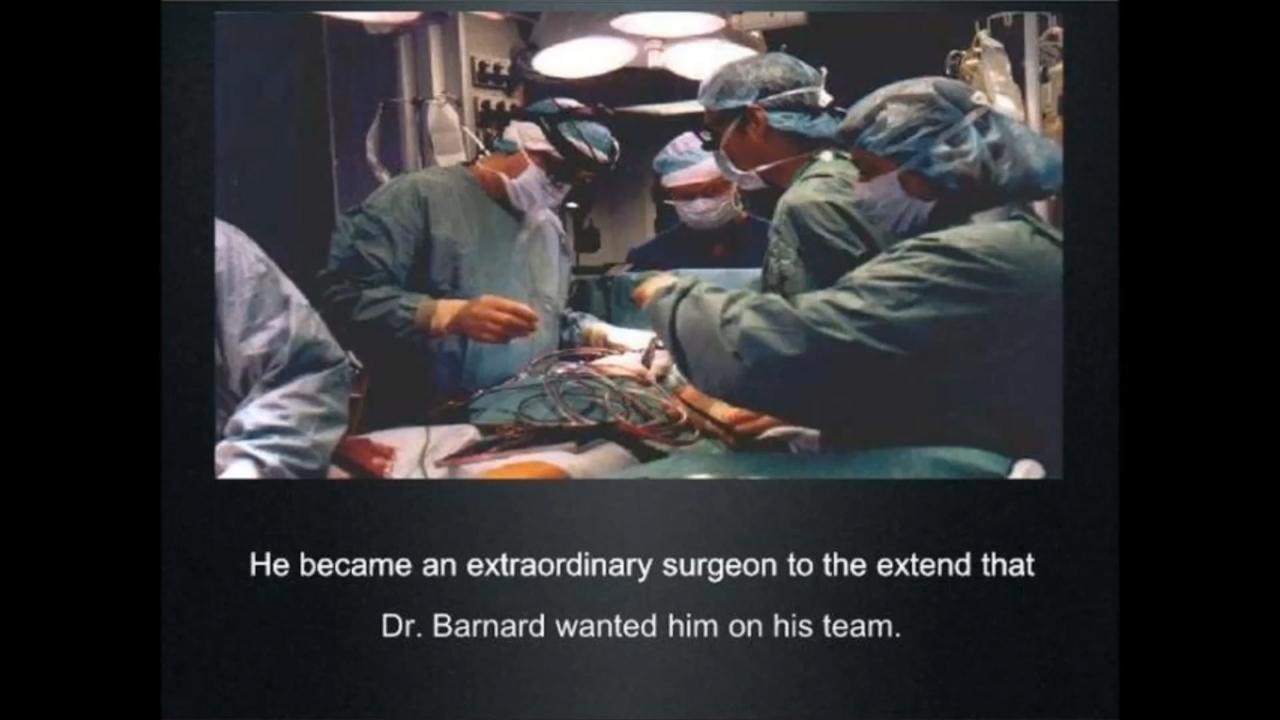 He became an extraordinary surgeon to the extend that
Dr. Barnard wanted him on his team.